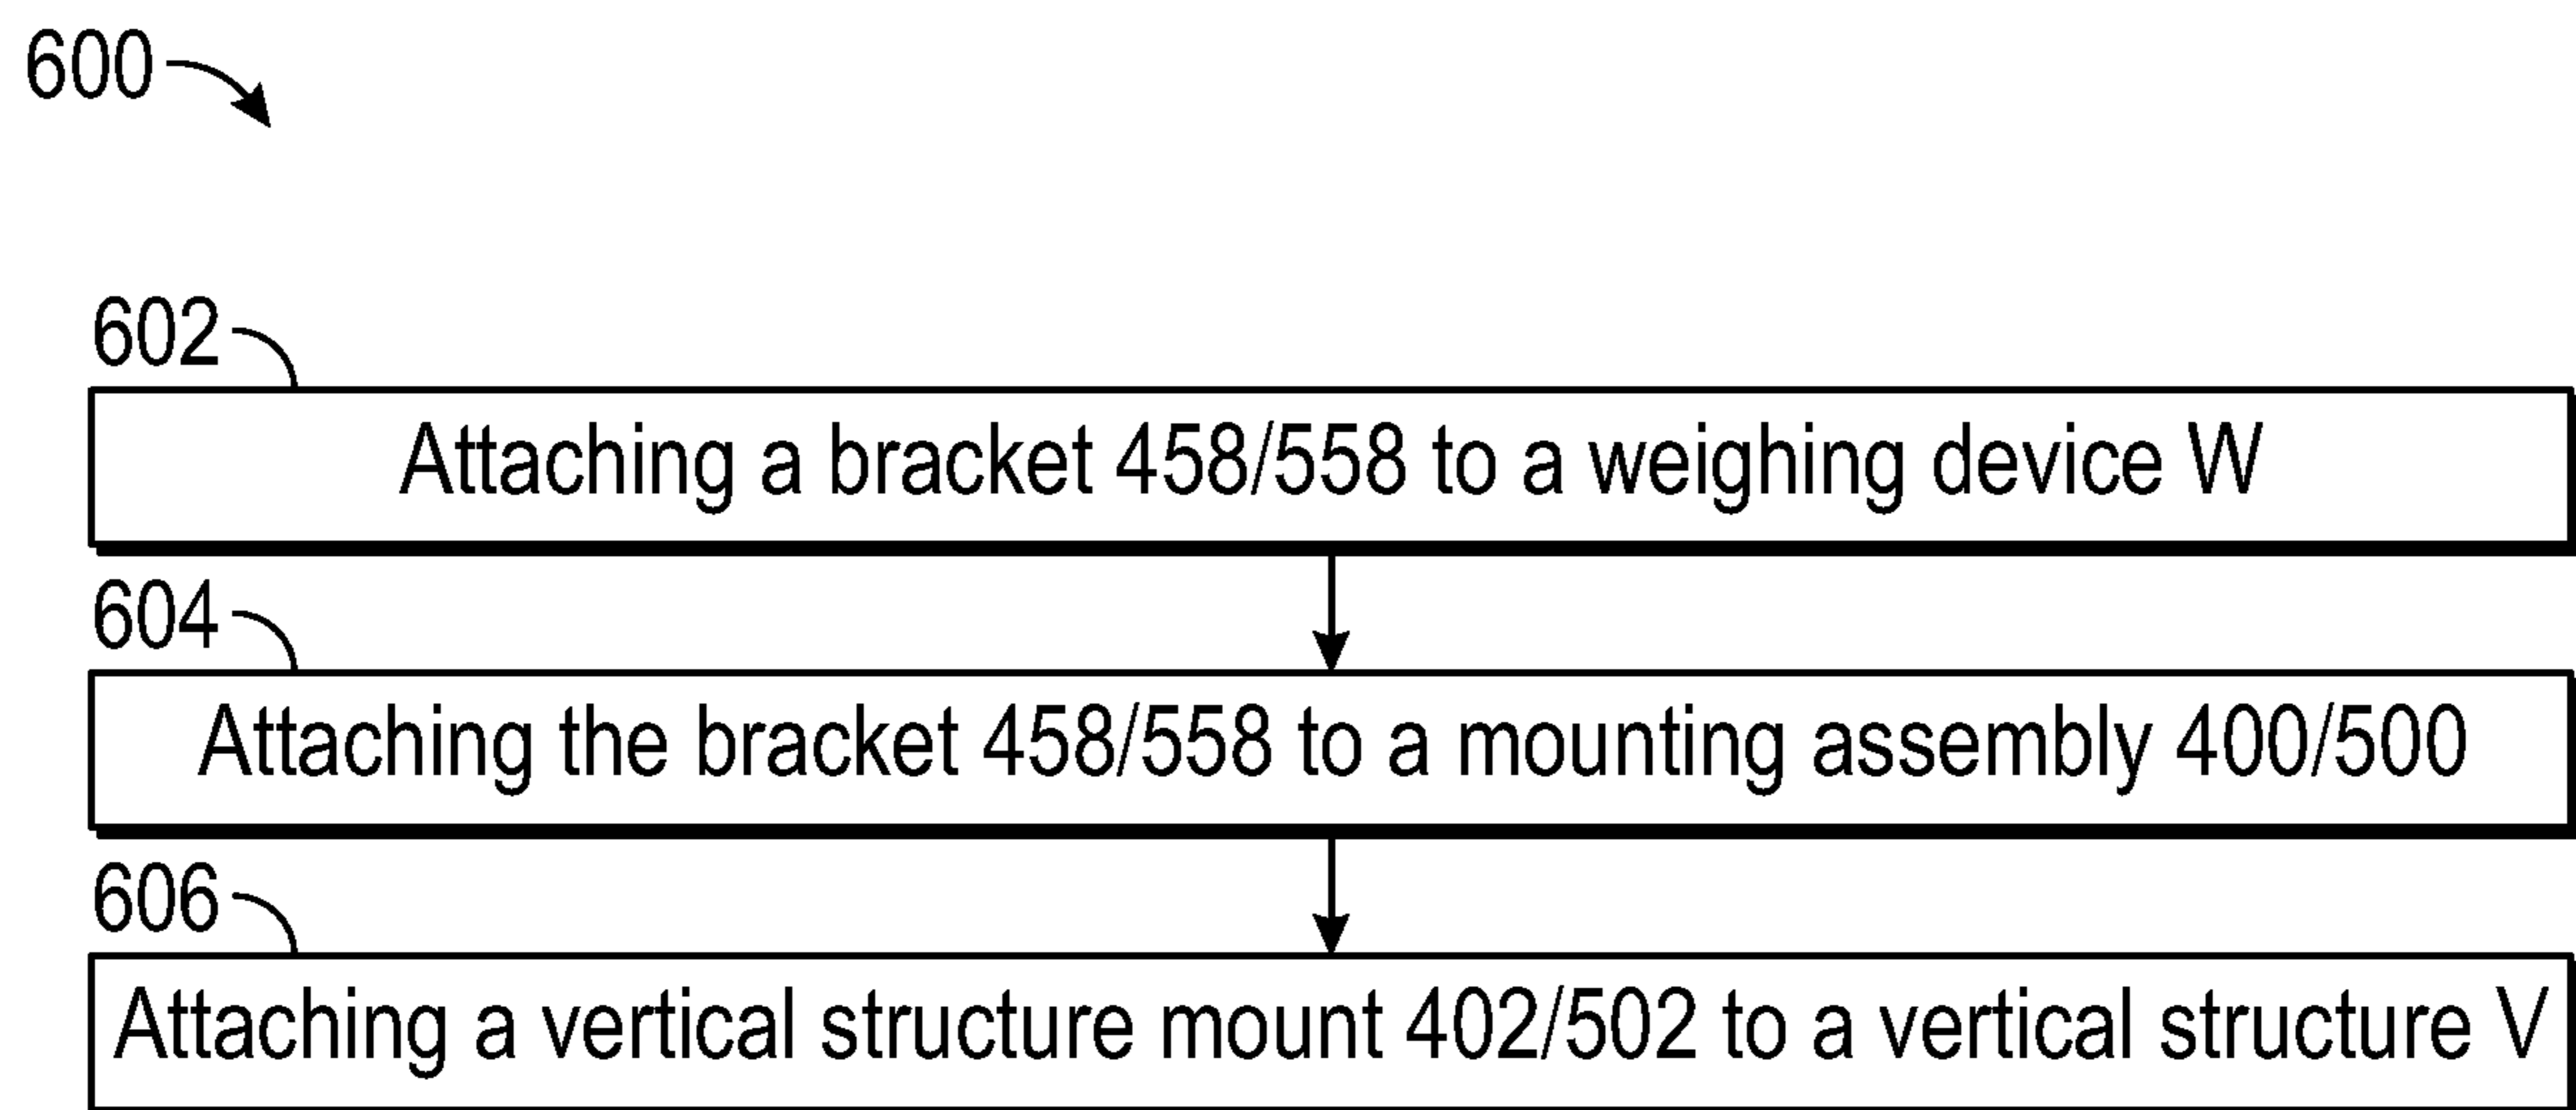 600
602
Attaching a bracket 458/558 to a weighing device W
604
Attaching the bracket 458/558 to a mounting assembly 400/500
606
Attaching a vertical structure mount 402/502 to a vertical structure V